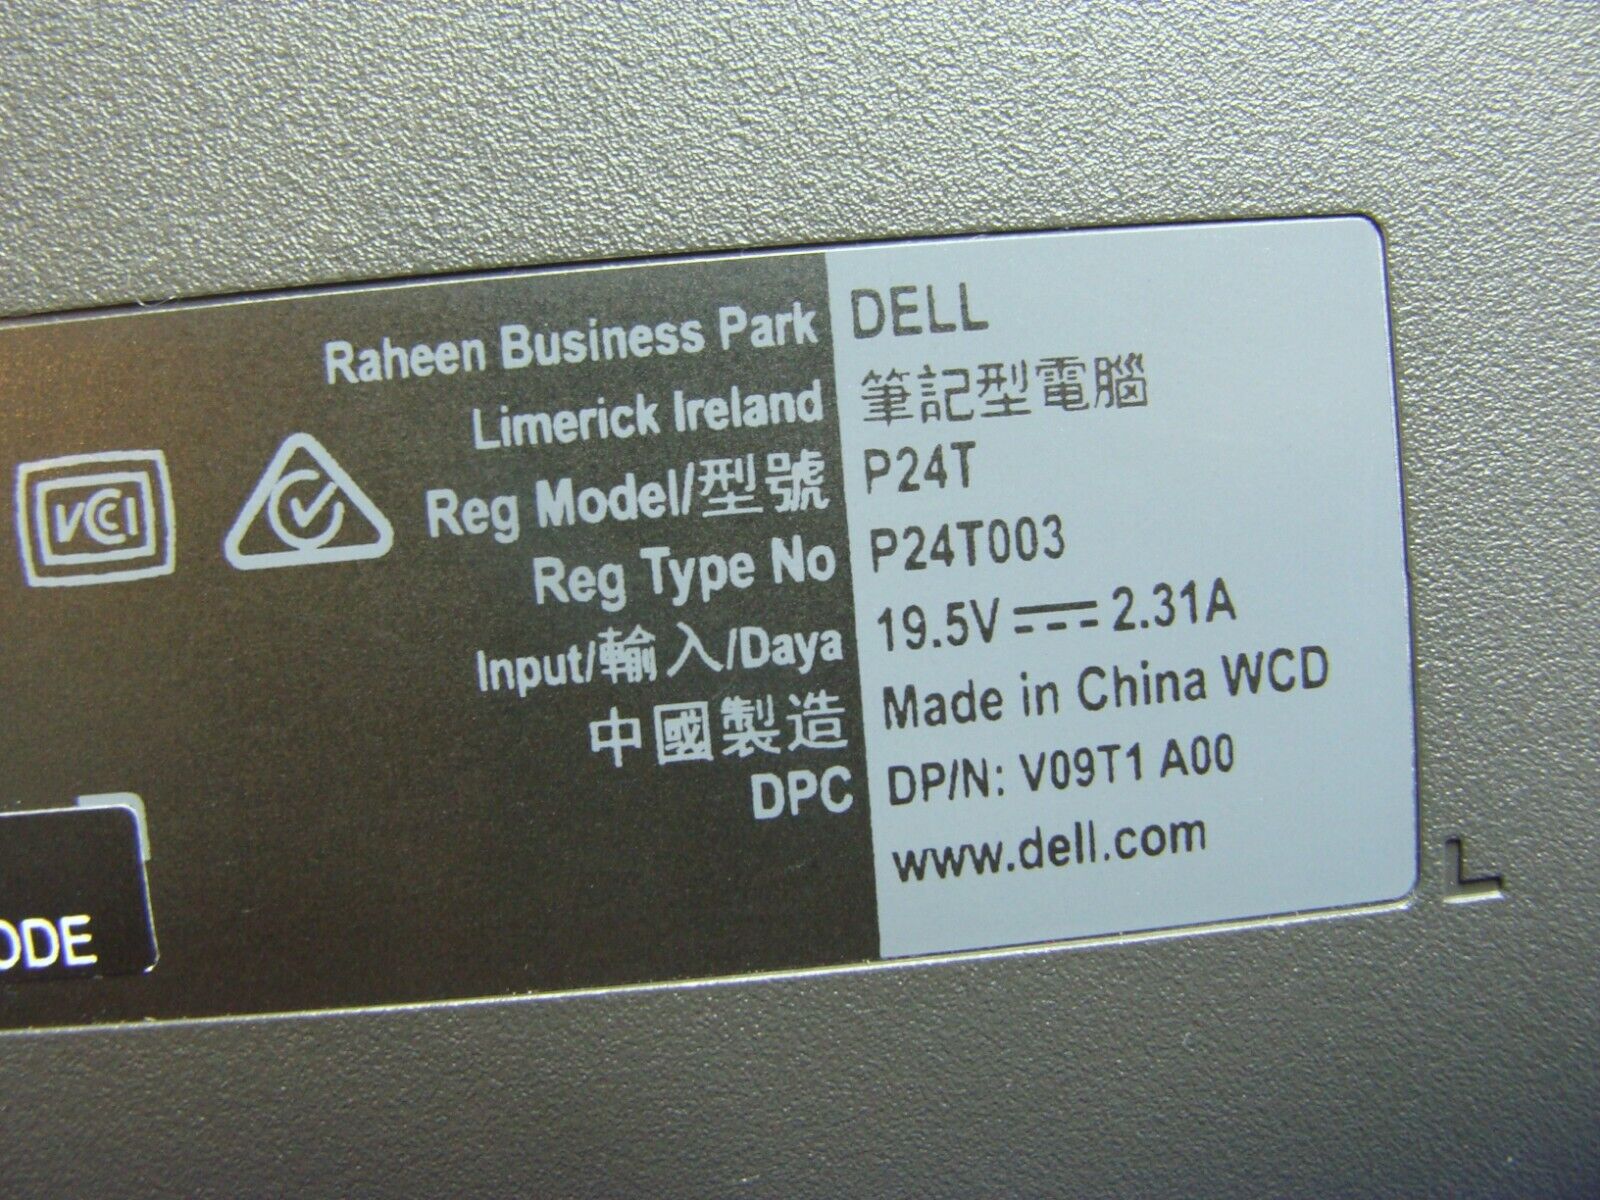 Raheen Business Park DELL
Limerick Ireland 筆記型電腦
Reg Model/型號 P24T
Reg Type No P24T003
Input/輸入/Daya 19.5V ⎓ 2.31A
中國製造 Made in China WCD
DPC DP/N: V09T1 A00
www.dell.com
VCCI
ODE
L